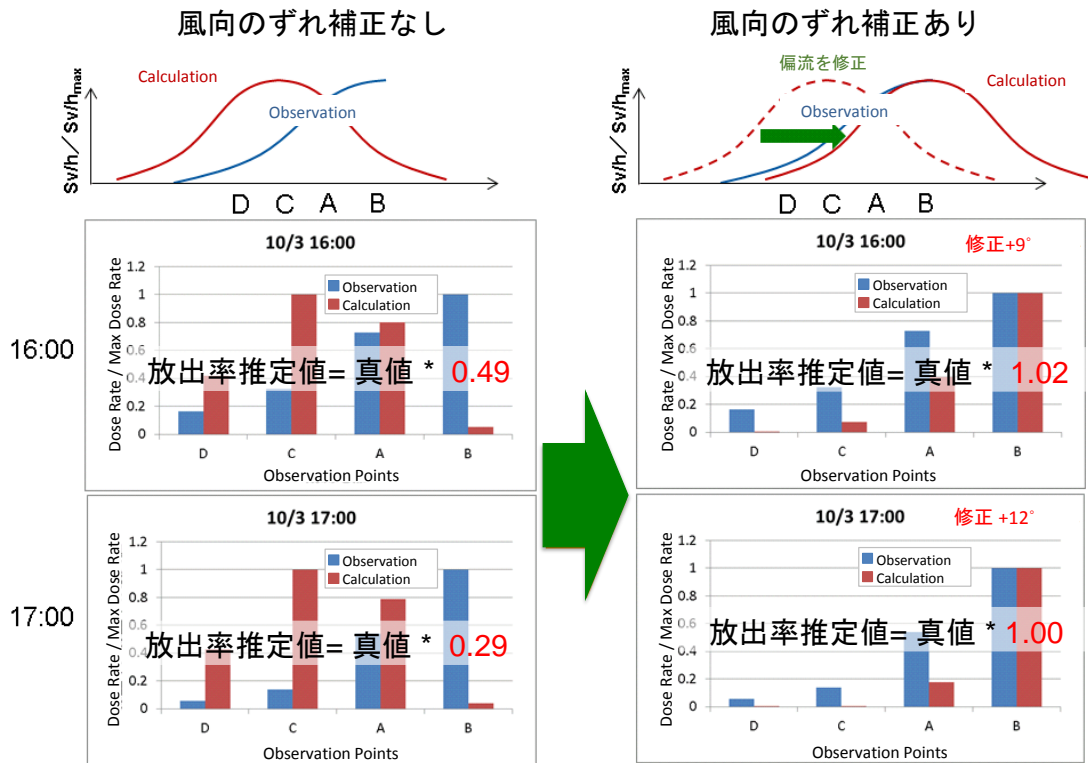 風向のずれ補正なし
Calculation
Observation
Sv/h／Sv/hmax
D C A B
16:00
10/3 16:00
Dose Rate / Max Dose Rate
1.2
1
0.8
0.6
0.4
0.2
0
Observation
Calculation
放出率推定値= 真値 * 0.49
D C A B
Observation Points
17:00
10/3 17:00
Dose Rate / Max Dose Rate
1.2
1
0.8
0.6
0.4
0.2
0
Observation
Calculation
放出率推定値= 真値 * 0.29
D C A B
Observation Points
風向のずれ補正あり
偏流を修正
Calculation
Observation
Sv/h／Sv/hmax
D C A B
10/3 16:00
修正+9°
Dose Rate / Max Dose Rate
1.2
1
0.8
0.6
0.4
0.2
0
Observation
Calculation
放出率推定値= 真値 * 1.02
D C A B
Observation Points
10/3 17:00
修正 +12°
Dose Rate / Max Dose Rate
1.2
1
0.8
0.6
0.4
0.2
0
Observation
Calculation
放出率推定値= 真値 * 1.00
D C A B
Observation Points